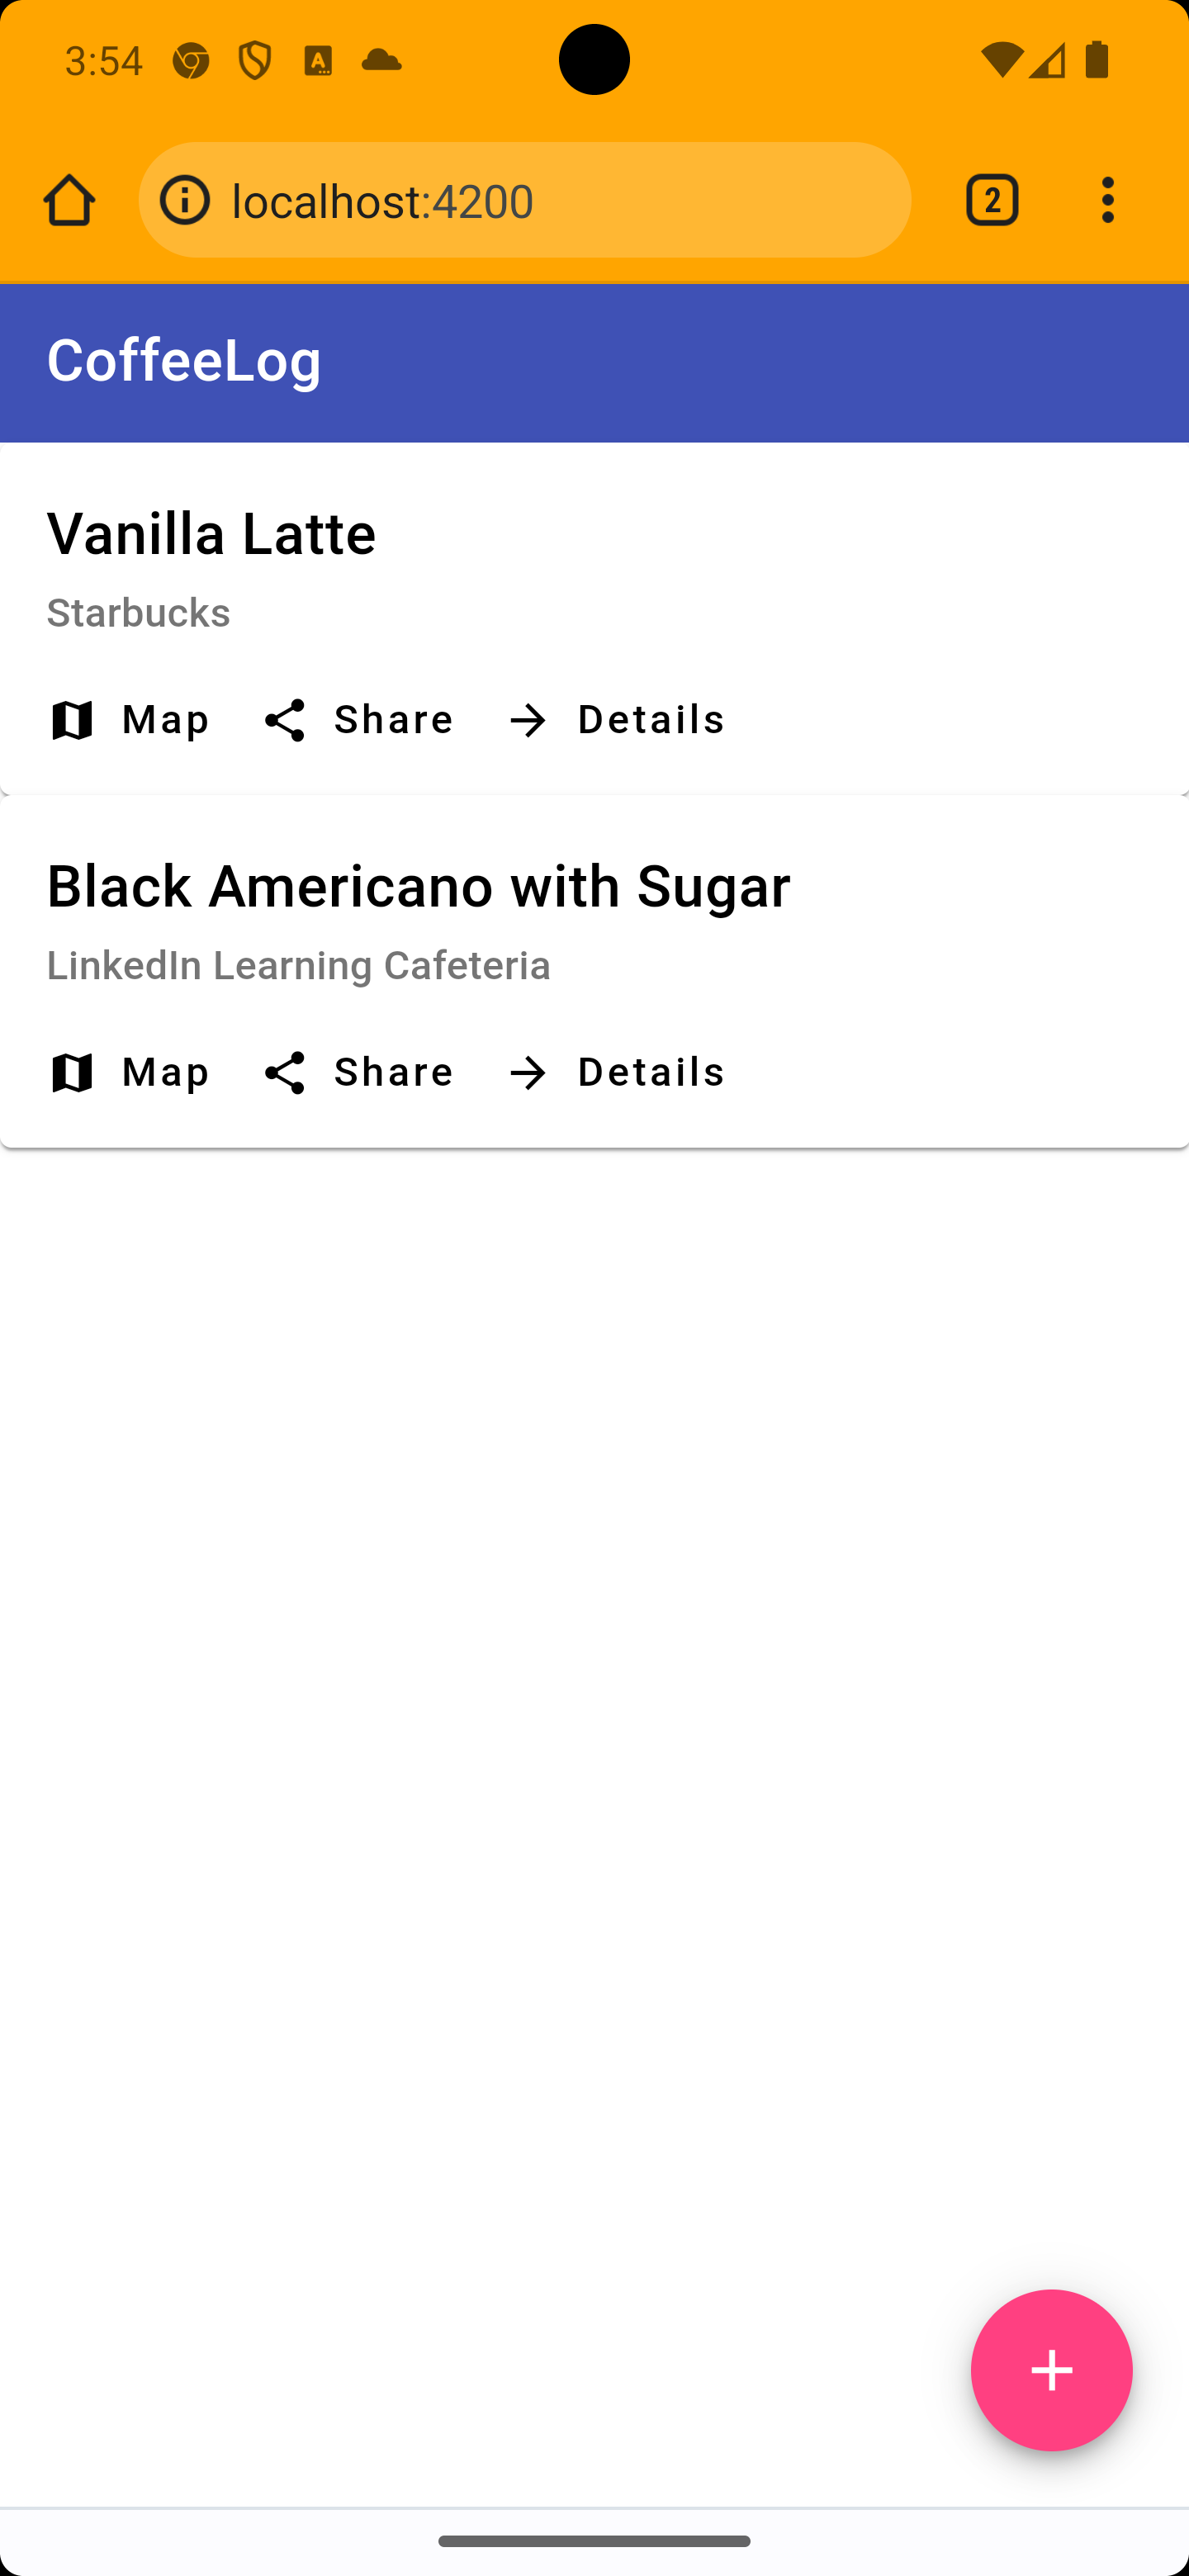 3:54
localhost:4200
2
CoffeeLog
Vanilla Latte
Starbucks
Map Share Details
Black Americano with Sugar
LinkedIn Learning Cafeteria
Map Share Details